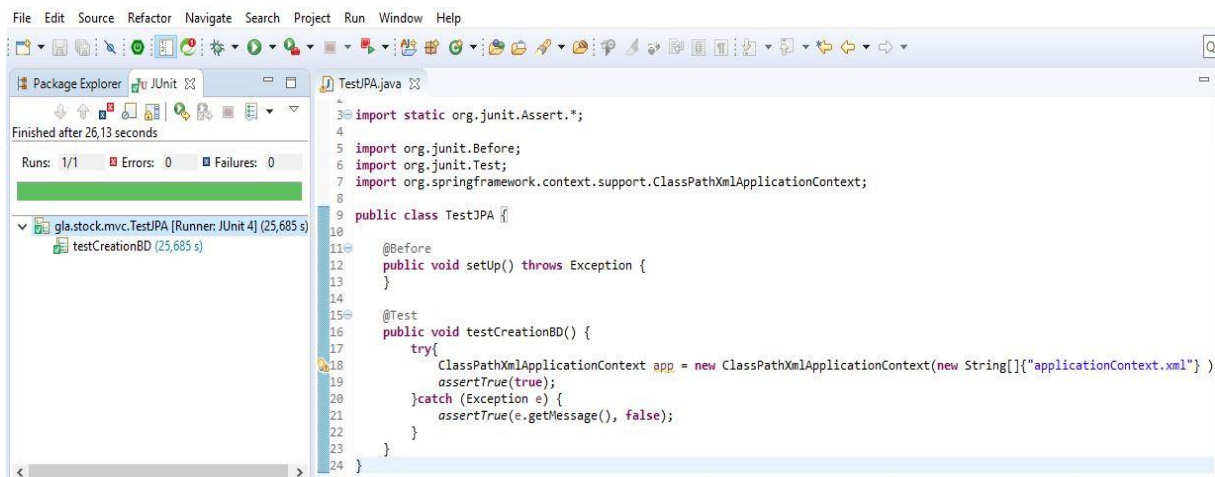 File Edit Source Refactor Navigate Search Project Run Window Help
Package Explorer JUnit
Finished after 26,13 seconds
Runs: 1/1 Errors: 0 Failures: 0
gla.stock.mvc.TestJPA [Runner: JUnit 4] (25,685 s)
testCreationBD (25,685 s)
TestJPA.java
3 import static org.junit.Assert.*;
4
5 import org.junit.Before;
6 import org.junit.Test;
7 import org.springframework.context.support.ClassPathXmlApplicationContext;
8
9 public class TestJPA {
10
11 @Before
12 public void setUp() throws Exception {
13 }
14
15 @Test
16 public void testCreationBD() {
17 try{
18 ClassPathXmlApplicationContext app = new ClassPathXmlApplicationContext(new String[]{"applicationContext.xml"} )
19 assertTrue(true);
20 }catch (Exception e) {
21 assertTrue(e.getMessage(), false);
22 }
23 }
24 }